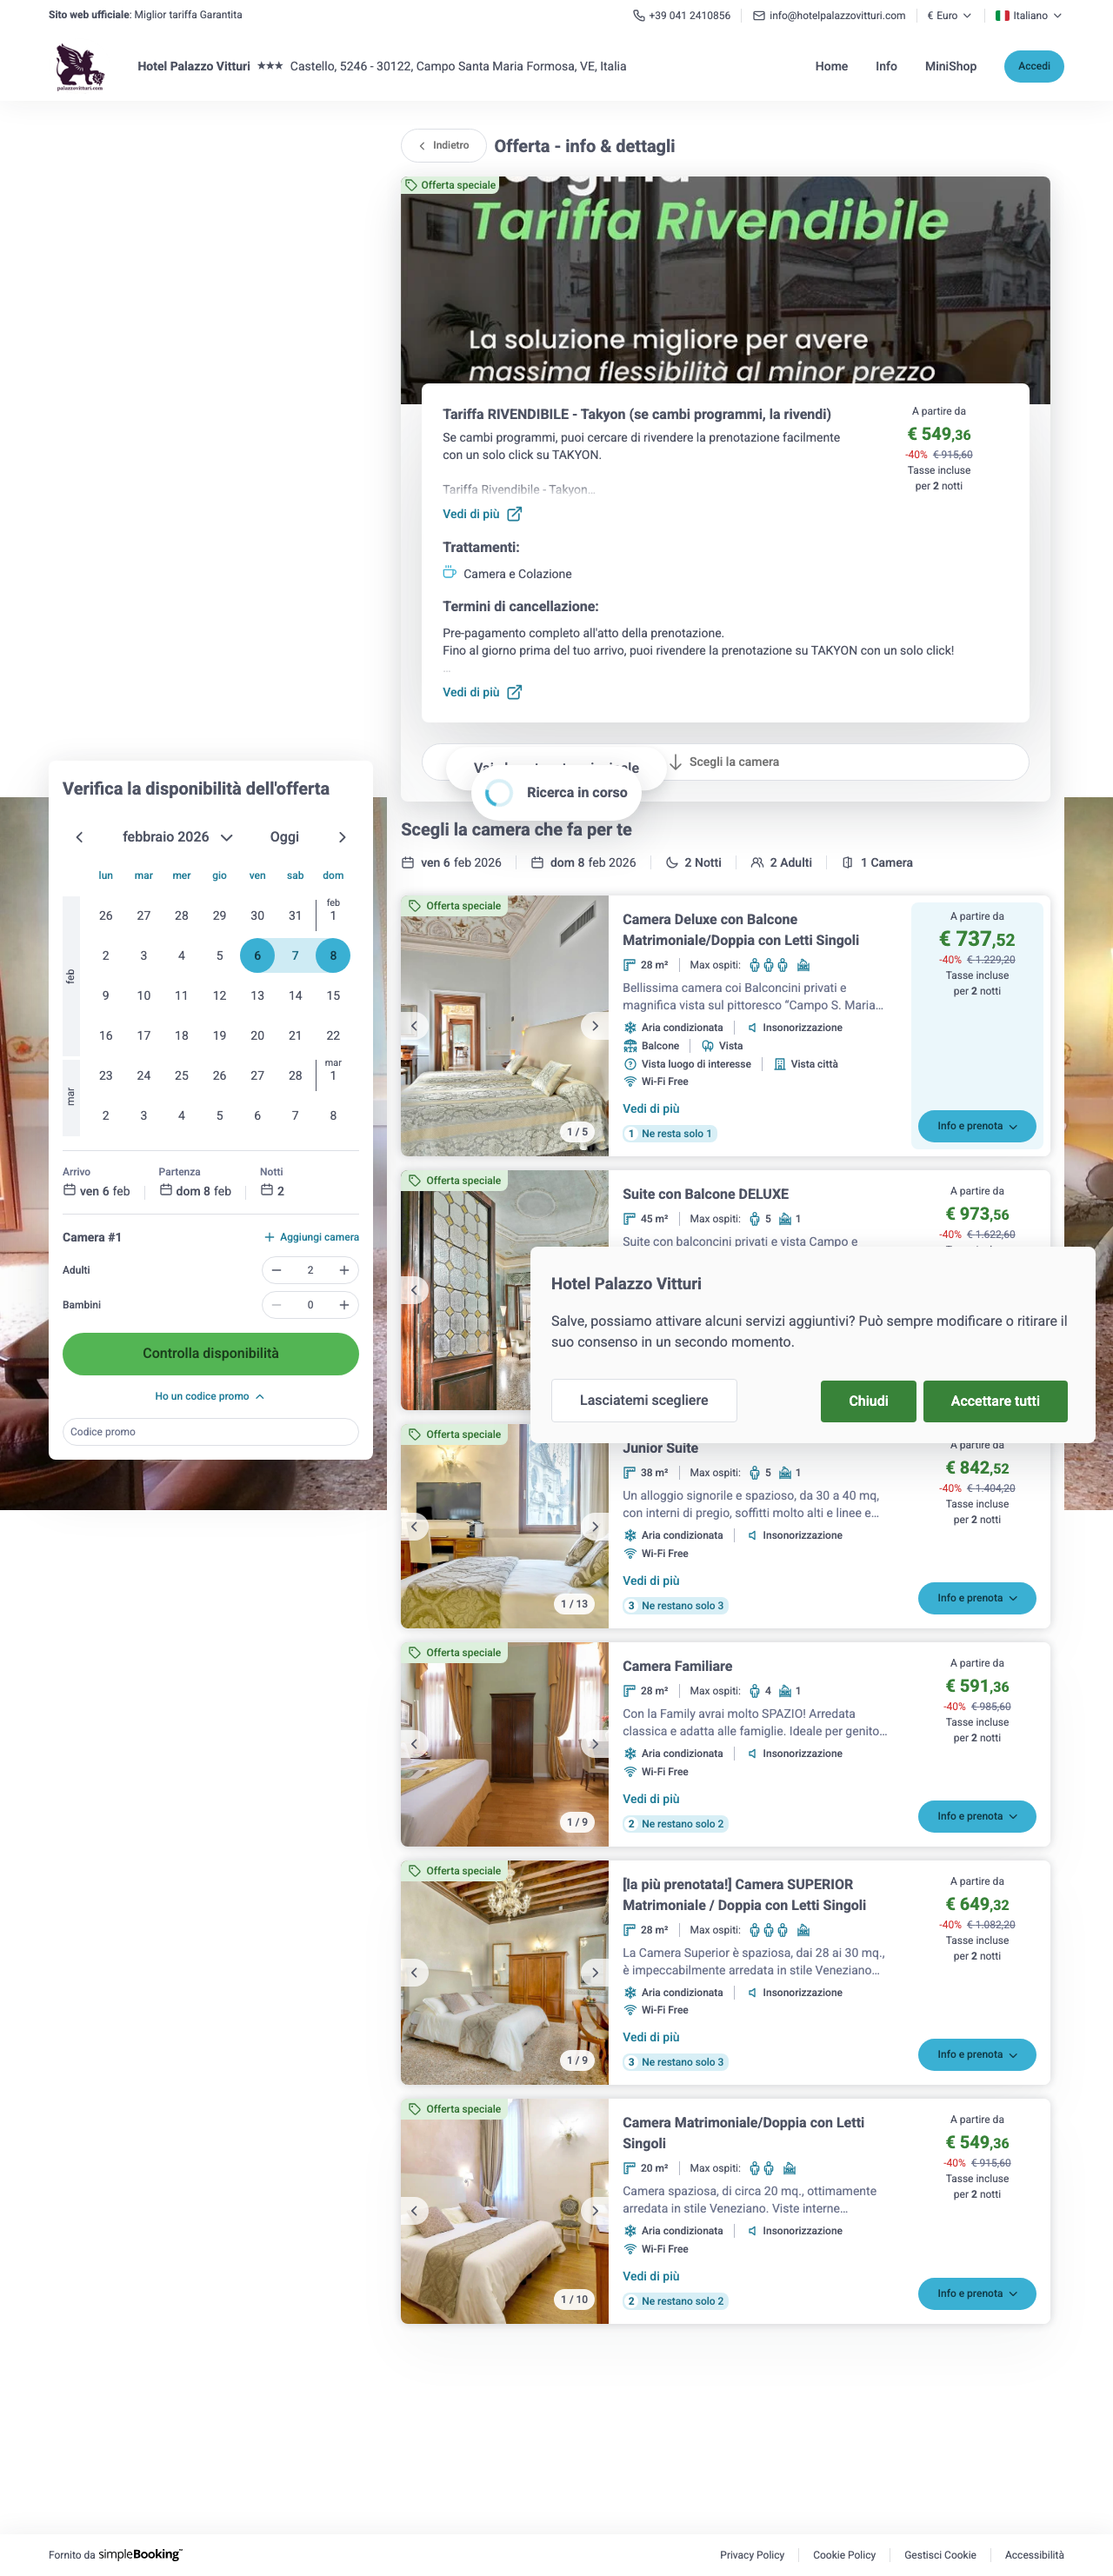 Sito web ufficiale: Miglior tariffa Garantita
+39 041 2410856
info@hotelpalazzovitturi.com
€ Euro
Italiano
palazzovitturi.com
Hotel Palazzo Vitturi ★★★ Castello, 5246 - 30122, Campo Santa Maria Formosa, VE, Italia
Home
Info
MiniShop
Accedi
Indietro
Offerta - info & dettagli
Offerta speciale
Tariffa Rivendibile
La soluzione migliore per avere
massima flessibilità al minor prezzo
Tariffa RIVENDIBILE - Takyon (se cambi programmi, la rivendi)
Se cambi programmi, puoi cercare di rivendere la prenotazione facilmente
con un solo click su TAKYON.
Tariffa Rivendibile - Takyon...
Vedi di più
A partire da
€ 549,36
-40% € 915,60
Tasse incluse
per 2 notti
Trattamenti:
Camera e Colazione
Termini di cancellazione:
Pre-pagamento completo all'atto della prenotazione.
Fino al giorno prima del tuo arrivo, puoi rivendere la prenotazione su TAKYON con un solo click!
...
Vedi di più
Scegli la camera
Ricerca in corso
Verifica la disponibilità dell'offerta
febbraio 2026
Oggi
lun mar mer gio ven sab dom
feb
26 27 28 29 30 31 1
feb
2 3 4 5 6 7 8
9 10 11 12 13 14 15
16 17 18 19 20 21 22
mar
23 24 25 26 27 28 1
mar
2 3 4 5 6 7 8
Arrivo
ven 6 feb
Partenza
dom 8 feb
Notti
2
Camera #1
Aggiungi camera
Adulti
2
Bambini
0
Controlla disponibilità
Ho un codice promo
Codice promo
Scegli la camera che fa per te
ven 6 feb 2026
dom 8 feb 2026
2 Notti
2 Adulti
1 Camera
Offerta speciale
1 / 5
Camera Deluxe con Balcone
Matrimoniale/Doppia con Letti Singoli
28 m² Max ospiti:
Bellissima camera coi Balconcini privati e
magnifica vista sul pittoresco “Campo S. Maria...
Aria condizionata
Insonorizzazione
Balcone
Vista
Vista luogo di interesse
Vista città
Wi-Fi Free
Vedi di più
1 Ne resta solo 1
A partire da
€ 737,52
-40% € 1.229,20
Tasse incluse
per 2 notti
Info e prenota
Offerta speciale
Suite con Balcone DELUXE
45 m² Max ospiti: 5 1
Suite con balconcini privati e vista Campo e
A partire da
€ 973,56
-40% € 1.622,60
Hotel Palazzo Vitturi
Salve, possiamo attivare alcuni servizi aggiuntivi? Può sempre modificare o ritirare il
suo consenso in un secondo momento.
Lasciatemi scegliere
Chiudi
Accettare tutti
Offerta speciale
1 / 13
Junior Suite
38 m² Max ospiti: 5 1
Un alloggio signorile e spazioso, da 30 a 40 mq,
con interni di pregio, soffitti molto alti e linee e...
Aria condizionata
Insonorizzazione
Wi-Fi Free
Vedi di più
3 Ne restano solo 3
A partire da
€ 842,52
-40% € 1.404,20
Tasse incluse
per 2 notti
Info e prenota
Offerta speciale
1 / 9
Camera Familiare
28 m² Max ospiti: 4 1
Con la Family avrai molto SPAZIO! Arredata
classica e adatta alle famiglie. Ideale per genito...
Aria condizionata
Insonorizzazione
Wi-Fi Free
Vedi di più
2 Ne restano solo 2
A partire da
€ 591,36
-40% € 985,60
Tasse incluse
per 2 notti
Info e prenota
Offerta speciale
1 / 9
[la più prenotata!] Camera SUPERIOR
Matrimoniale / Doppia con Letti Singoli
28 m² Max ospiti:
La Camera Superior è spaziosa, dai 28 ai 30 mq.,
è impeccabilmente arredata in stile Veneziano...
Aria condizionata
Insonorizzazione
Wi-Fi Free
Vedi di più
3 Ne restano solo 3
A partire da
€ 649,32
-40% € 1.082,20
Tasse incluse
per 2 notti
Info e prenota
Offerta speciale
1 / 10
Camera Matrimoniale/Doppia con Letti
Singoli
20 m² Max ospiti:
Camera spaziosa, di circa 20 mq., ottimamente
arredata in stile Veneziano. Viste interne...
Aria condizionata
Insonorizzazione
Wi-Fi Free
Vedi di più
2 Ne restano solo 2
A partire da
€ 549,36
-40% € 915,60
Tasse incluse
per 2 notti
Info e prenota
Fornito da simpleBooking
Privacy Policy
Cookie Policy
Gestisci Cookie
Accessibilità